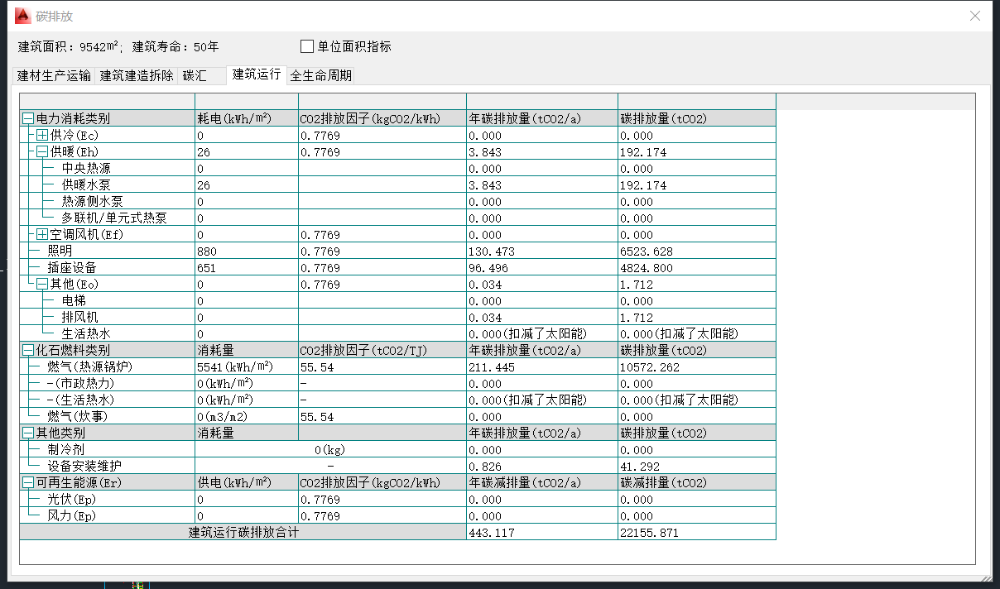 碳排放
建筑面积：9542m²；建筑寿命：50年 单位面积指标
建材生产运输 建筑建造拆除 碳汇 建筑运行 全生命周期
电力消耗类别 耗电(kWh/m²) CO2排放因子(kgCO2/kWh) 年碳排放量(tCO2/a) 碳排放量(tCO2)
供冷(Ec) 0 0.7769 0.000 0.000
供暖(Eh) 26 0.7769 3.843 192.174
中央热源 0 0.000 0.000
供暖水泵 26 3.843 192.174
热源侧水泵 0 0.000 0.000
多联机/单元式热泵 0 0.000 0.000
空调风机(Ef) 0 0.7769 0.000 0.000
照明 880 0.7769 130.473 6523.628
插座设备 651 0.7769 96.496 4824.800
其他(Eo) 0 0.7769 0.034 1.712
电梯 0 0.000 0.000
排风机 0 0.034 1.712
生活热水 0 0.000(扣减了太阳能) 0.000(扣减了太阳能)
化石燃料类别 消耗量 CO2排放因子(tCO2/TJ) 年碳排放量(tCO2/a) 碳排放量(tCO2)
燃气(热源锅炉) 5541(kWh/m²) 55.54 211.445 10572.262
-(市政热力) 0(kWh/m²) - 0.000 0.000
-(生活热水) 0(kWh/m²) - 0.000(扣减了太阳能) 0.000(扣减了太阳能)
燃气(炊事) 0(m3/m2) 55.54 0.000 0.000
其他类别 消耗量 年碳排放量(tCO2/a) 碳排放量(tCO2)
制冷剂 0(kg) 0.000 0.000
设备安装维护 - 0.826 41.292
可再生能源(Er) 供电(kWh/m²) CO2排放因子(kgCO2/kWh) 年碳减排量(tCO2/a) 碳减排量(tCO2)
光伏(Ep) 0 0.7769 0.000 0.000
风力(Ep) 0 0.7769 0.000 0.000
建筑运行碳排放合计 443.117 22155.871